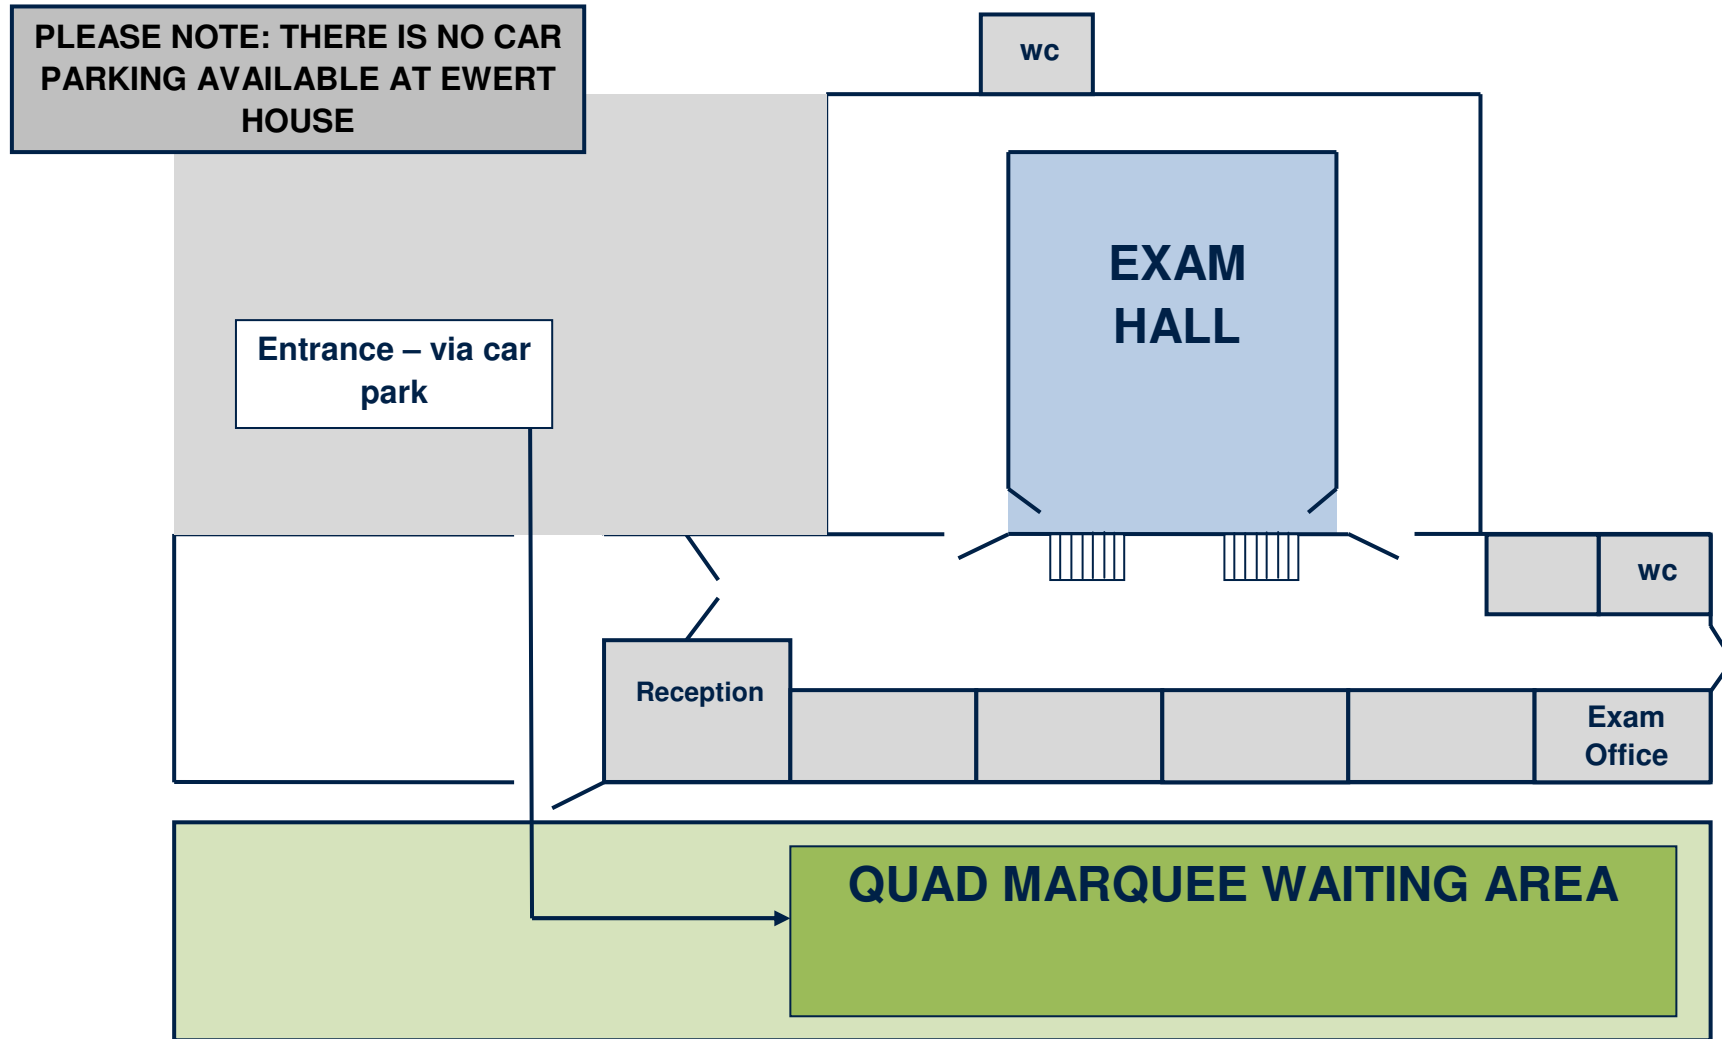 PLEASE NOTE: THERE IS NO CAR
PARKING AVAILABLE AT EWERT
HOUSE
wc
EXAM
HALL
Entrance – via car
park
wc
Reception
Exam
Office
QUAD MARQUEE WAITING AREA